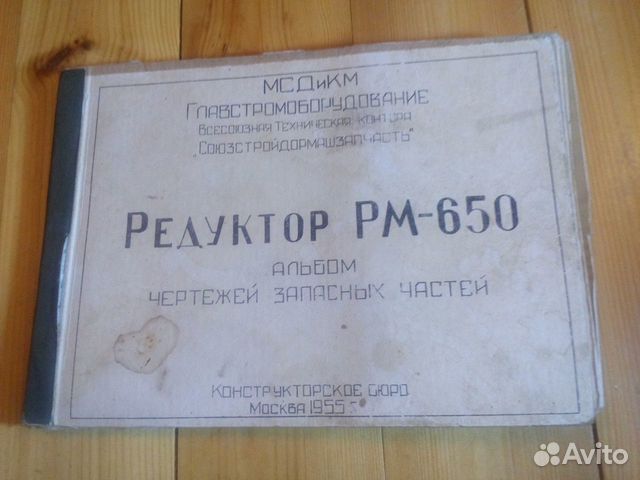 МСДиКМ
ГЛАВСТРОМОБОРУДОВАНИЕ
ВСЕСОЮЗНАЯ ТЕХНИЧЕСКАЯ КОНТОРА
„СОЮЗСТРОЙДОРМАШЗАПЧАСТЬ"
РЕДУКТОР РМ-650
АЛЬБОМ
ЧЕРТЕЖЕЙ ЗАПАСНЫХ ЧАСТЕЙ
КОНСТРУКТОРСКОЕ БЮРО
МОСКВА 1955
Avito